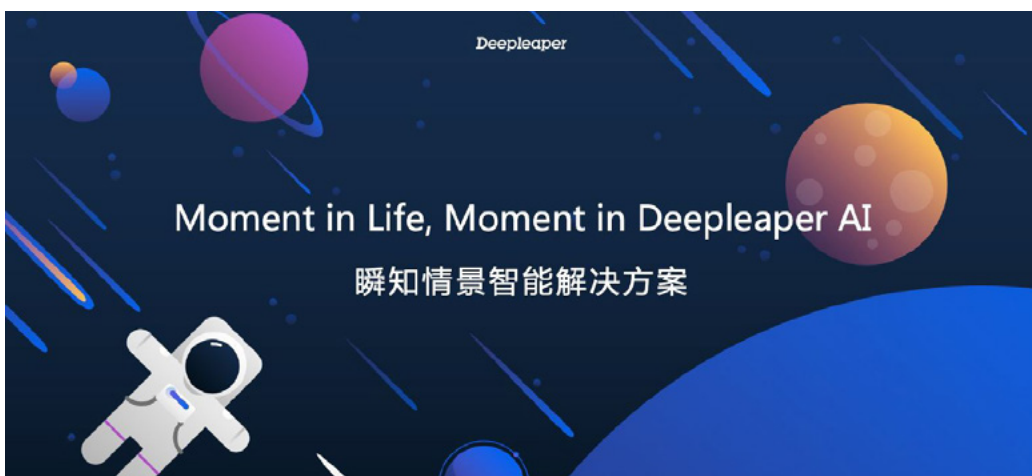 Deepleaper
Moment in Life, Moment in Deepleaper AI
瞬知情景智能解决方案